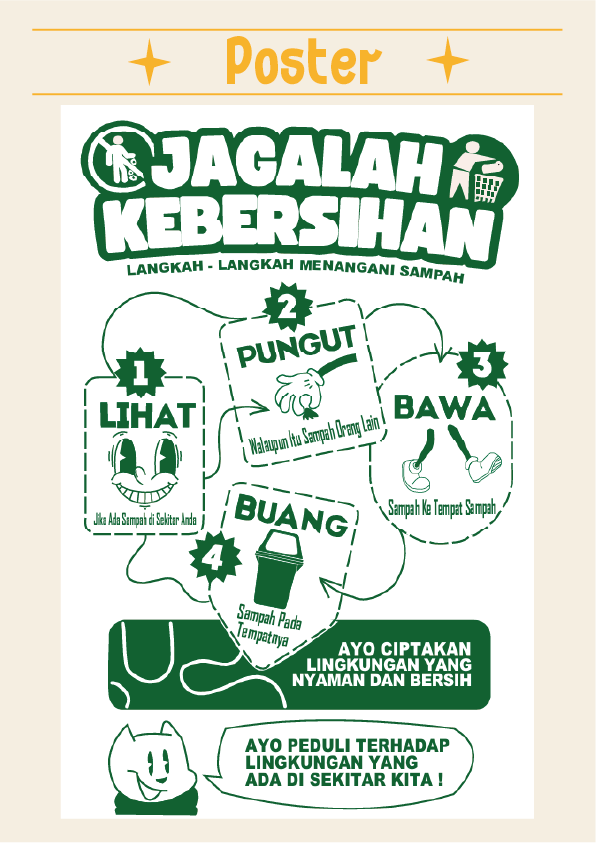 Poster
JAGALAH
KEBERSIHAN
LANGKAH - LANGKAH MENANGANI SAMPAH
1
LIHAT
Jika Ada Sampah di Sekitar Anda
2
PUNGUT
Walaupun Itu Sampah Orang Lain
3
BAWA
Sampah Ke Tempat Sampah
4
BUANG
Sampah Pada
Tempatnya
AYO CIPTAKAN
LINGKUNGAN YANG
NYAMAN DAN BERSIH
AYO PEDULI TERHADAP
LINGKUNGAN YANG
ADA DI SEKITAR KITA !